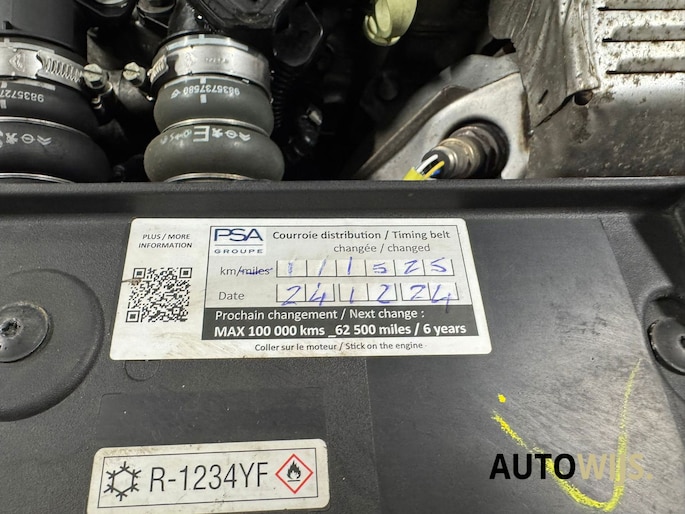 9835737580
E
PLUS / MORE
INFORMATION
PSA
GROUPE
Courroie distribution / Timing belt
changée / changed
km/miles 111525
Date 241224
Prochain changement / Next change :
MAX 100 000 kms _62 500 miles / 6 years
Coller sur le moteur / Stick on the engine
R-1234YF
AUTOWIJS.